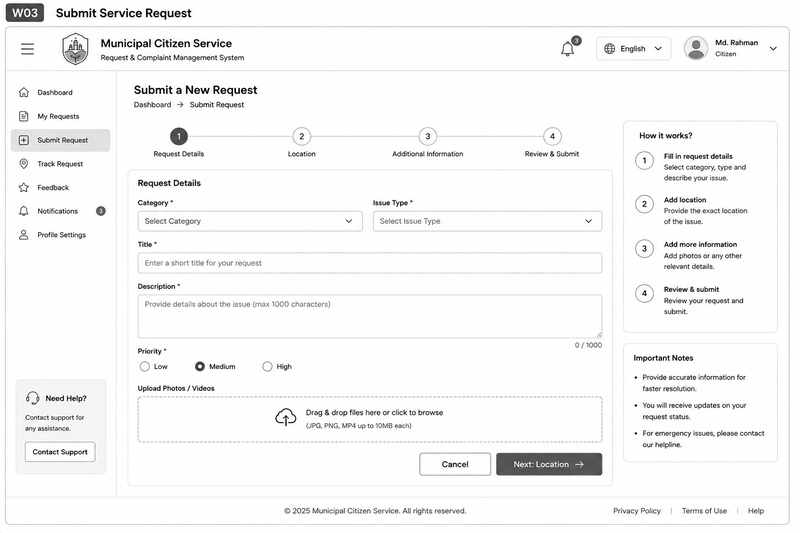 W03 Submit Service Request
Municipal Citizen Service
Request & Complaint Management System
3
English
Md. Rahman
Citizen
Dashboard
My Requests
Submit Request
Track Request
Feedback
Notifications 3
Profile Settings
Need Help?
Contact support for
any assistance.
Contact Support
Submit a New Request
Dashboard → Submit Request
1 2 3 4
Request Details Location Additional Information Review & Submit
Request Details
Category * Issue Type *
Select Category Select Issue Type
Title *
Enter a short title for your request
Description *
Provide details about the issue (max 1000 characters)
0 / 1000
Priority *
Low Medium High
Upload Photos / Videos
Drag & drop files here or click to browse
(JPG, PNG, MP4 up to 10MB each)
Cancel Next: Location →
How it works?
1 Fill in request details
Select category, type and
describe your issue.
2 Add location
Provide the exact location
of the issue.
3 Add more information
Add photos or any other
relevant details.
4 Review & submit
Review your request and
submit.
Important Notes
• Provide accurate information for
faster resolution.
• You will receive updates on your
request status.
• For emergency issues, please contact
our helpline.
© 2025 Municipal Citizen Service. All rights reserved.
Privacy Policy | Terms of Use | Help